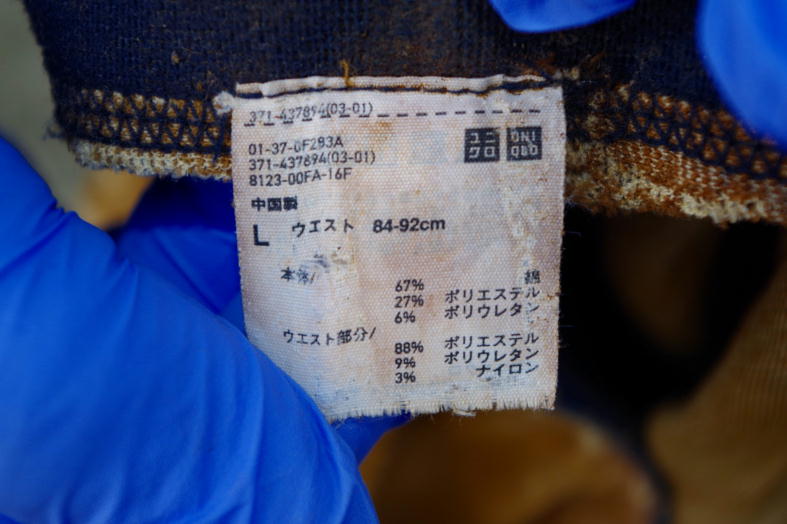 371-437894(03-01)
01-37-0F293A
371-437894(03-01)
8123-00FA-16F
ユニ
クロ
UNI
QLO
中国製
L ウエスト 84-92cm
本体/
67% 綿
27% ポリエステル
6% ポリウレタン
ウエスト部分/
88% ポリエステル
9% ポリウレタン
3% ナイロン